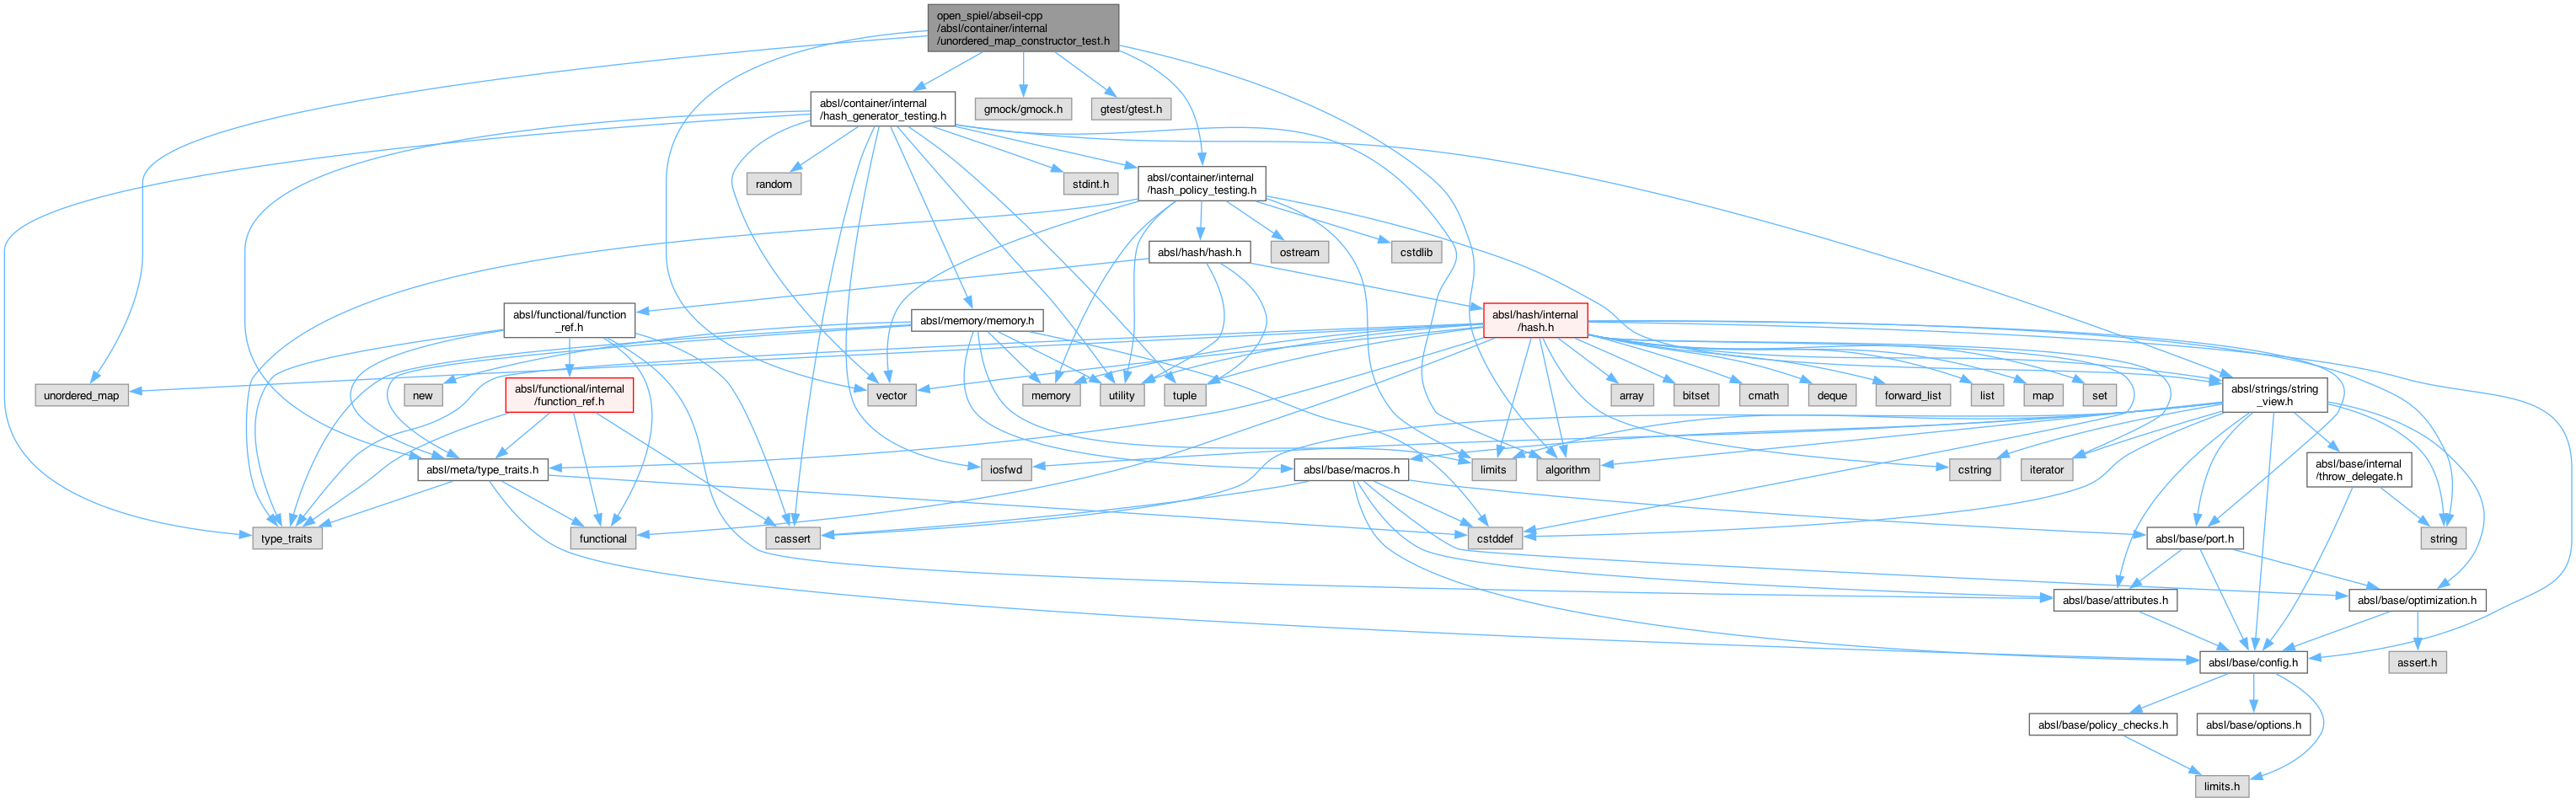 open_spiel/abseil-cpp
/absl/container/internal
/unordered_map_constructor_test.h
absl/container/internal
/hash_generator_testing.h
gmock/gmock.h
gtest/gtest.h
random
stdint.h
absl/container/internal
/hash_policy_testing.h
absl/hash/hash.h
ostream
cstdlib
absl/functional/function
_ref.h
absl/memory/memory.h
absl/hash/internal
/hash.h
unordered_map
new
absl/functional/internal
/function_ref.h
vector
memory
utility
tuple
array
bitset
cmath
deque
forward_list
list
map
set
absl/strings/string
_view.h
absl/meta/type_traits.h
iosfwd
absl/base/macros.h
limits
algorithm
cstring
iterator
absl/base/internal
/throw_delegate.h
type_traits
functional
cassert
cstddef
absl/base/port.h
string
absl/base/attributes.h
absl/base/optimization.h
absl/base/config.h
assert.h
absl/base/policy_checks.h
absl/base/options.h
limits.h